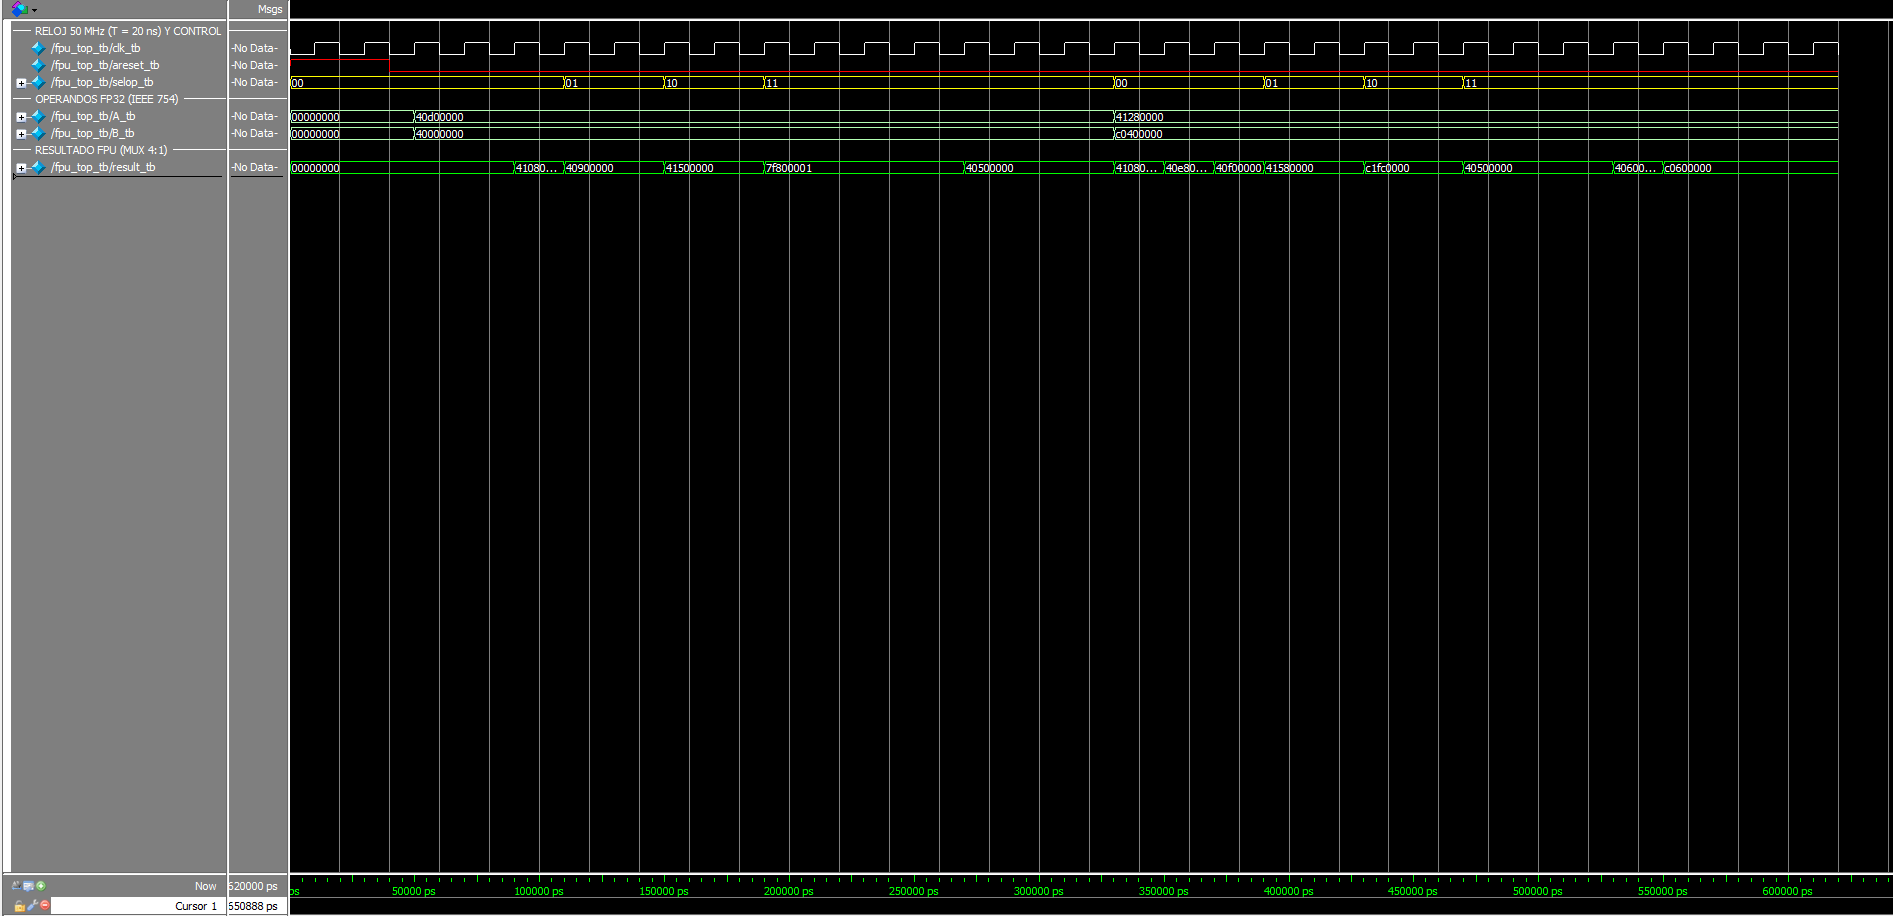 Msgs
RELOJ 50 MHz (T = 20 ns) Y CONTROL
/fpu_top_tb/clk_tb -No Data-
/fpu_top_tb/areset_tb -No Data-
/fpu_top_tb/selop_tb -No Data- 00 01 10 11 00 01 10 11
OPERANDOS FP32 (IEEE 754)
/fpu_top_tb/A_tb -No Data- 00000000 40d00000 41280000
/fpu_top_tb/B_tb -No Data- 00000000 40000000 c0400000
RESULTADO FPU (MUX 4:1)
/fpu_top_tb/result_tb -No Data- 00000000 41080... 40900000 41500000 7f800001 40500000 41080... 40e80... 40f00000 41580000 c1fc0000 40500000 40600... c0600000
Now 620000 ps ps 50000 ps 100000 ps 150000 ps 200000 ps 250000 ps 300000 ps 350000 ps 400000 ps 450000 ps 500000 ps 550000 ps 600000 ps
Cursor 1 650888 ps